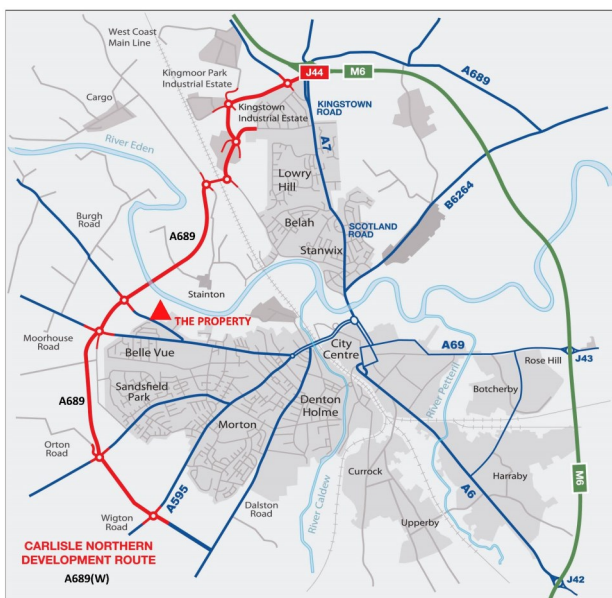 West Coast
Main Line
Kingmoor Park
Industrial Estate
J44
M6
A689
Cargo
Kingstown
Industrial Estate
KINGSTOWN
ROAD
A7
River Eden
Lowry
Hill
B6264
Burgh
Road
Belah
SCOTLAND
ROAD
A689
Stanwix
Stainton
THE PROPERTY
Moorhouse
Road
Belle Vue
City
Centre
A69
Rose Hill
J43
River Petteril
Botcherby
A689
Sandsfield
Park
Denton
Holme
Morton
Orton
Road
A595
Currock
A6
Harraby
M6
River Caldew
Wigton
Road
Dalston
Road
Upperby
CARLISLE NORTHERN
DEVELOPMENT ROUTE
A689(W)
J42